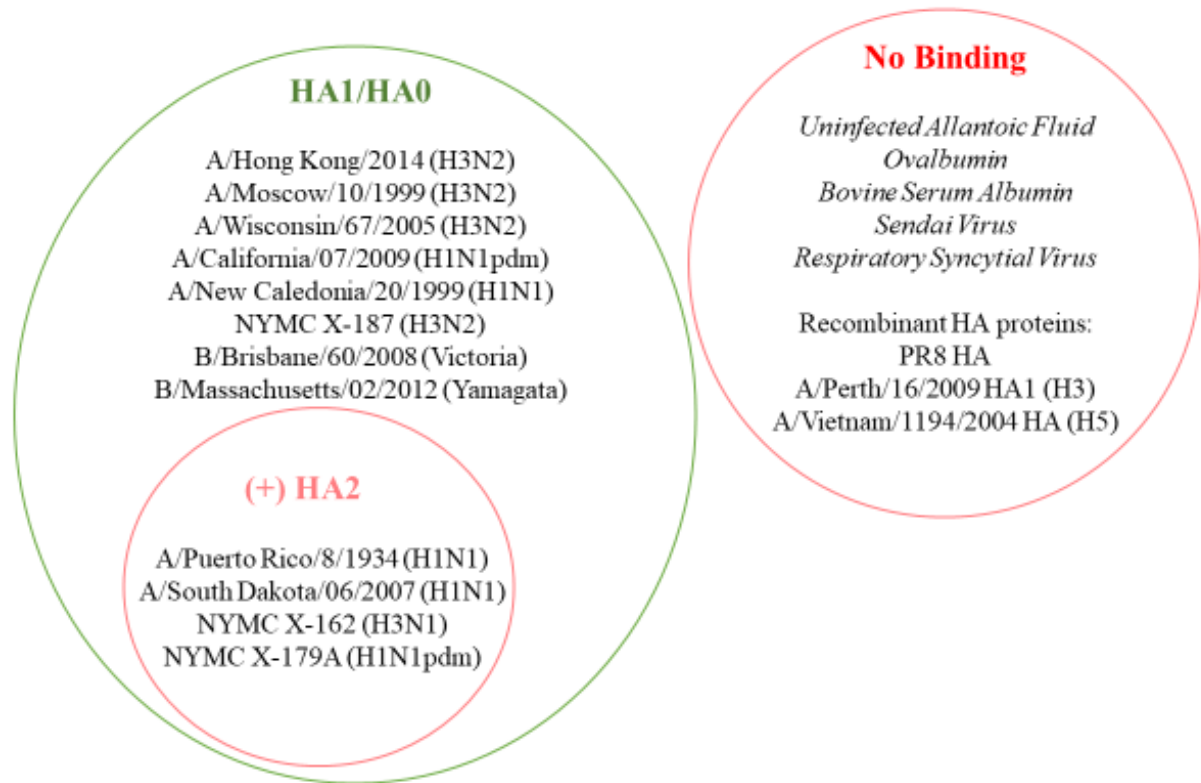 HA1/HA0
A/Hong Kong/2014 (H3N2)
A/Moscow/10/1999 (H3N2)
A/Wisconsin/67/2005 (H3N2)
A/California/07/2009 (H1N1pdm)
A/New Caledonia/20/1999 (H1N1)
NYMC X-187 (H3N2)
B/Brisbane/60/2008 (Victoria)
B/Massachusetts/02/2012 (Yamagata)
(+) HA2
A/Puerto Rico/8/1934 (H1N1)
A/South Dakota/06/2007 (H1N1)
NYMC X-162 (H3N1)
NYMC X-179A (H1N1pdm)
No Binding
Uninfected Allantoic Fluid
Ovalbumin
Bovine Serum Albumin
Sendai Virus
Respiratory Syncytial Virus
Recombinant HA proteins:
PR8 HA
A/Perth/16/2009 HA1 (H3)
A/Vietnam/1194/2004 HA (H5)